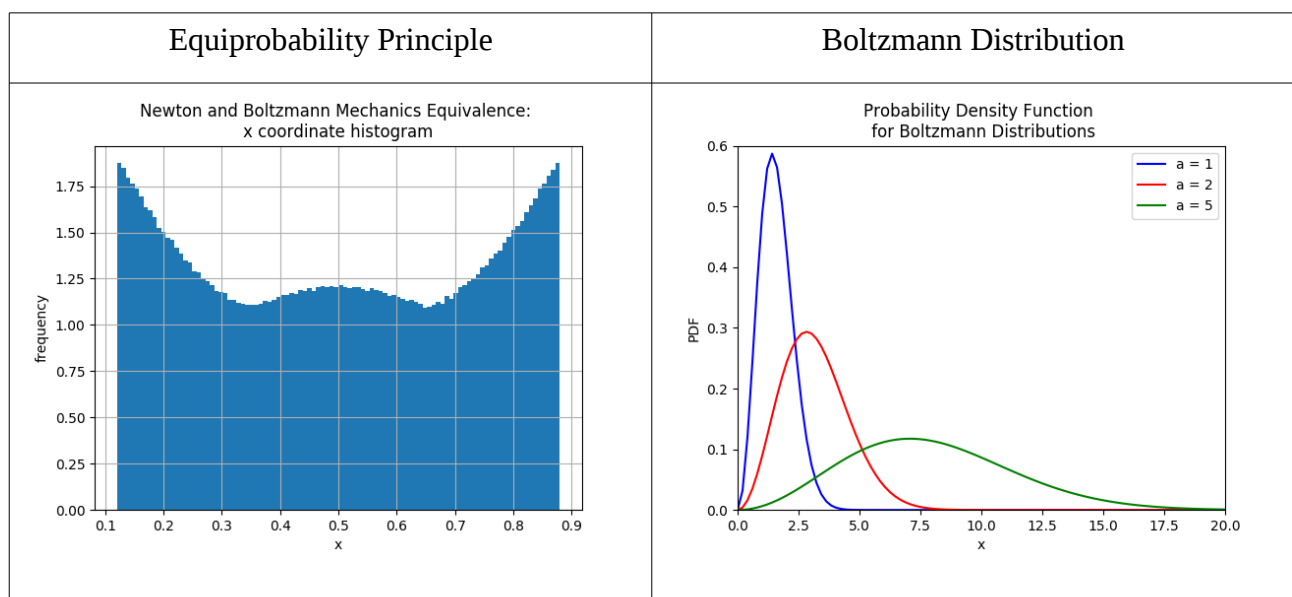 Equiprobability Principle
Boltzmann Distribution
Newton and Boltzmann Mechanics Equivalence:
x coordinate histogram
frequency
1.75
1.50
1.25
1.00
0.75
0.50
0.25
0.00
0.1 0.2 0.3 0.4 0.5 0.6 0.7 0.8 0.9
x
Probability Density Function
for Boltzmann Distributions
PDF
0.6
0.5
0.4
0.3
0.2
0.1
0.0
a = 1
a = 2
a = 5
0.0 2.5 5.0 7.5 10.0 12.5 15.0 17.5 20.0
x